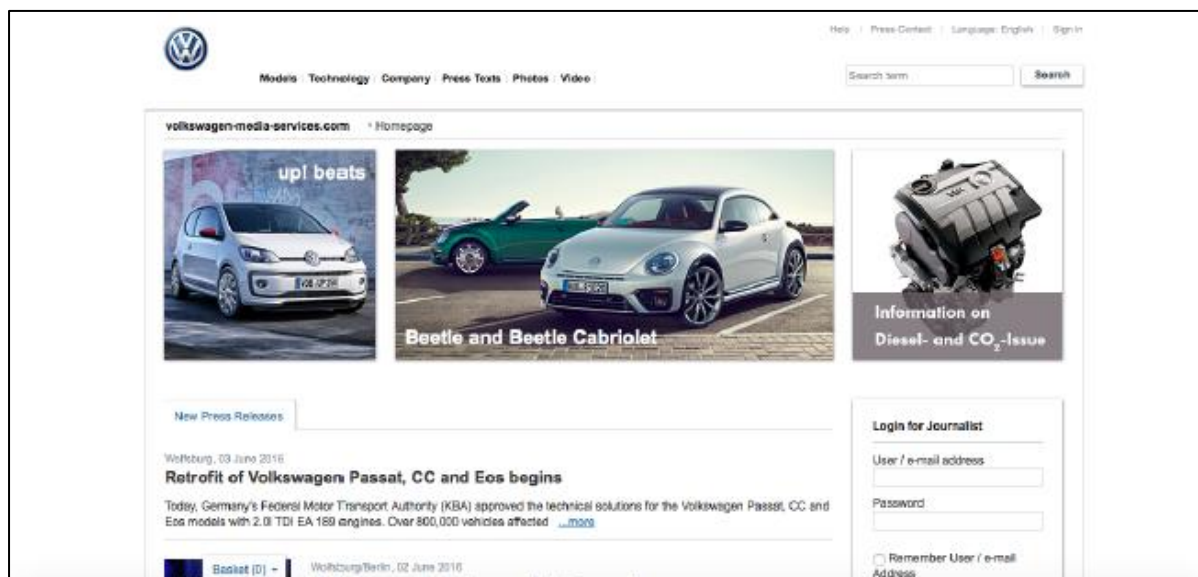 Help | Press Contact | Language: English | Sign In
Models | Technology | Company | Press Texts | Photos | Video
Search term
Search
volkswagen-media-services.com Homepage
up! beats
Beetle and Beetle Cabriolet
Information on
Diesel- and CO₂-Issue
New Press Releases
Wolfsburg, 03 June 2016
Retrofit of Volkswagen Passat, CC and Eos begins
Today, Germany's Federal Motor Transport Authority (KBA) approved the technical solutions for the Volkswagen Passat, CC and
Eos models with 2.0l TDI EA 189 engines. Over 800,000 vehicles affected ...more
Basket (0)
Wolfsburg/Berlin, 02 June 2016
Login for Journalist
User / e-mail address
Password
Remember User / e-mail
Address